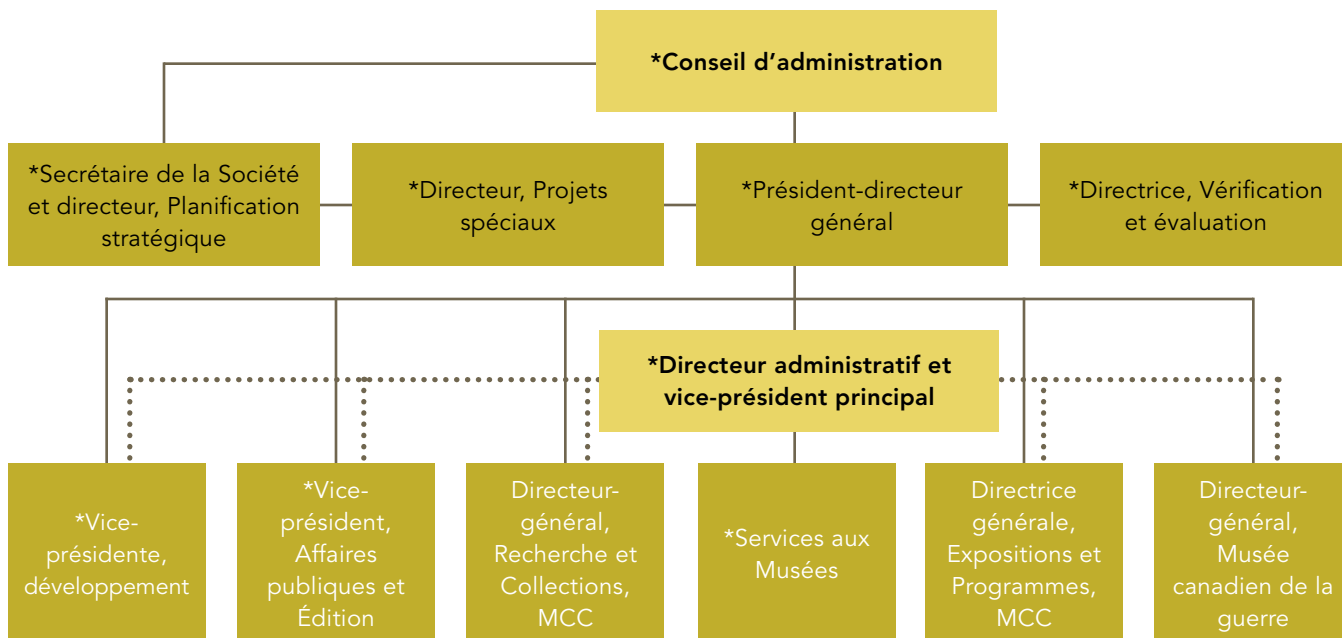 *Conseil d’administration
*Secrétaire de la Société
et directeur, Planification
stratégique
*Directeur, Projets
spéciaux
*Président-directeur
général
*Directrice, Vérification
et évaluation
*Directeur administratif et
vice-président principal
*Vice-
présidente,
développement
*Vice-
président,
Affaires
publiques et
Édition
Directeur-
général,
Recherche et
Collections,
MCC
*Services aux
Musées
Directrice
générale,
Expositions et
Programmes,
MCC
Directeur-
général,
Musée
canadien de la
guerre